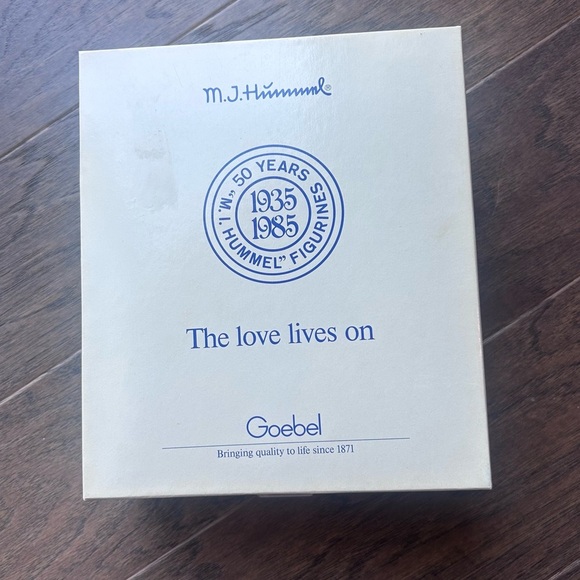 M.J.Hummel®
50 YEARS
"M. I. HUMMEL" FIGURINES
1935
1985
The love lives on
Goebel
Bringing quality to life since 1871